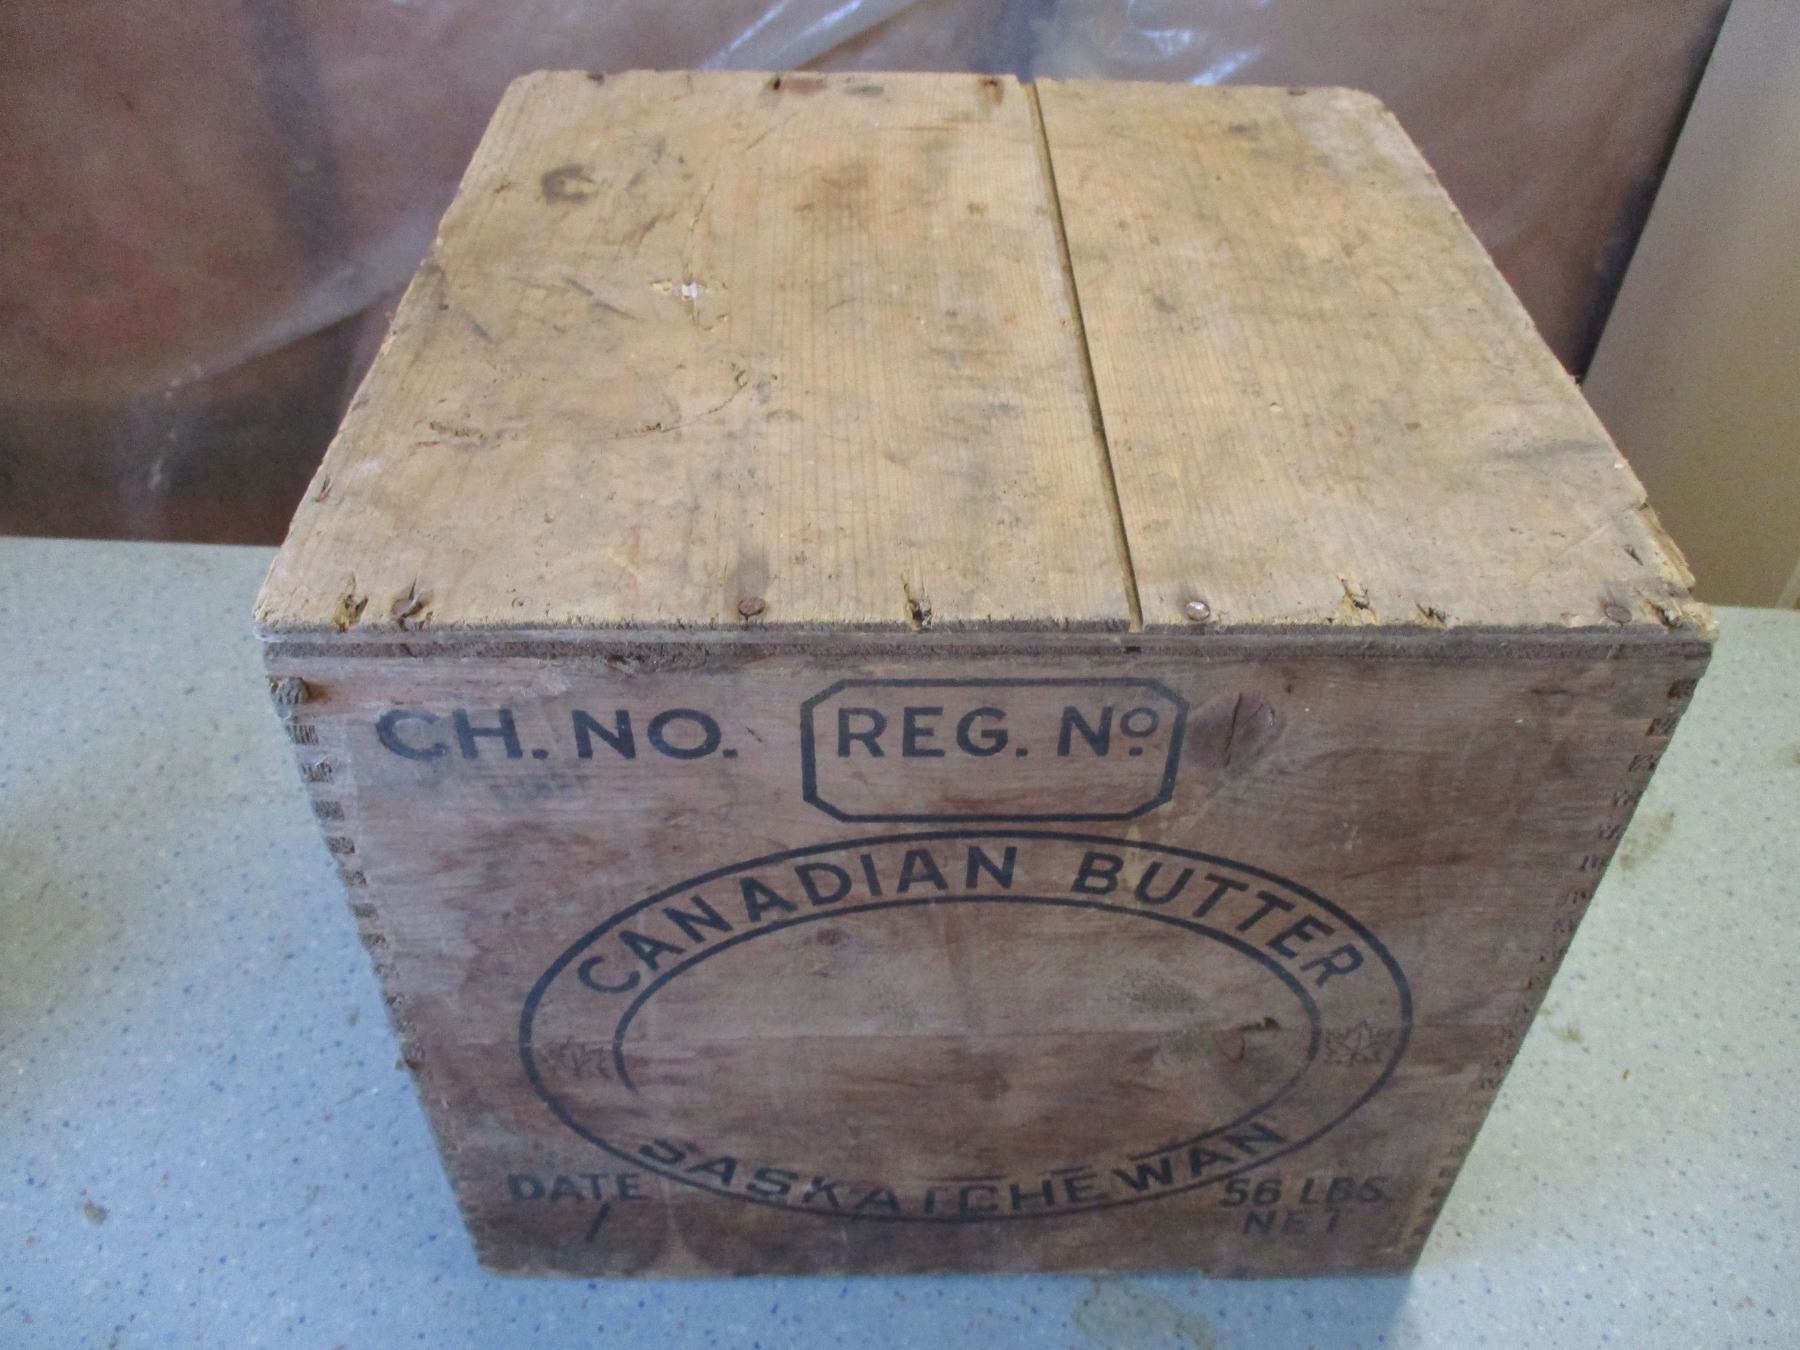 CH. NO.
REG. Nº
CANADIAN BUTTER
SASKATCHEWAN
DATE
56 LBS.
NET